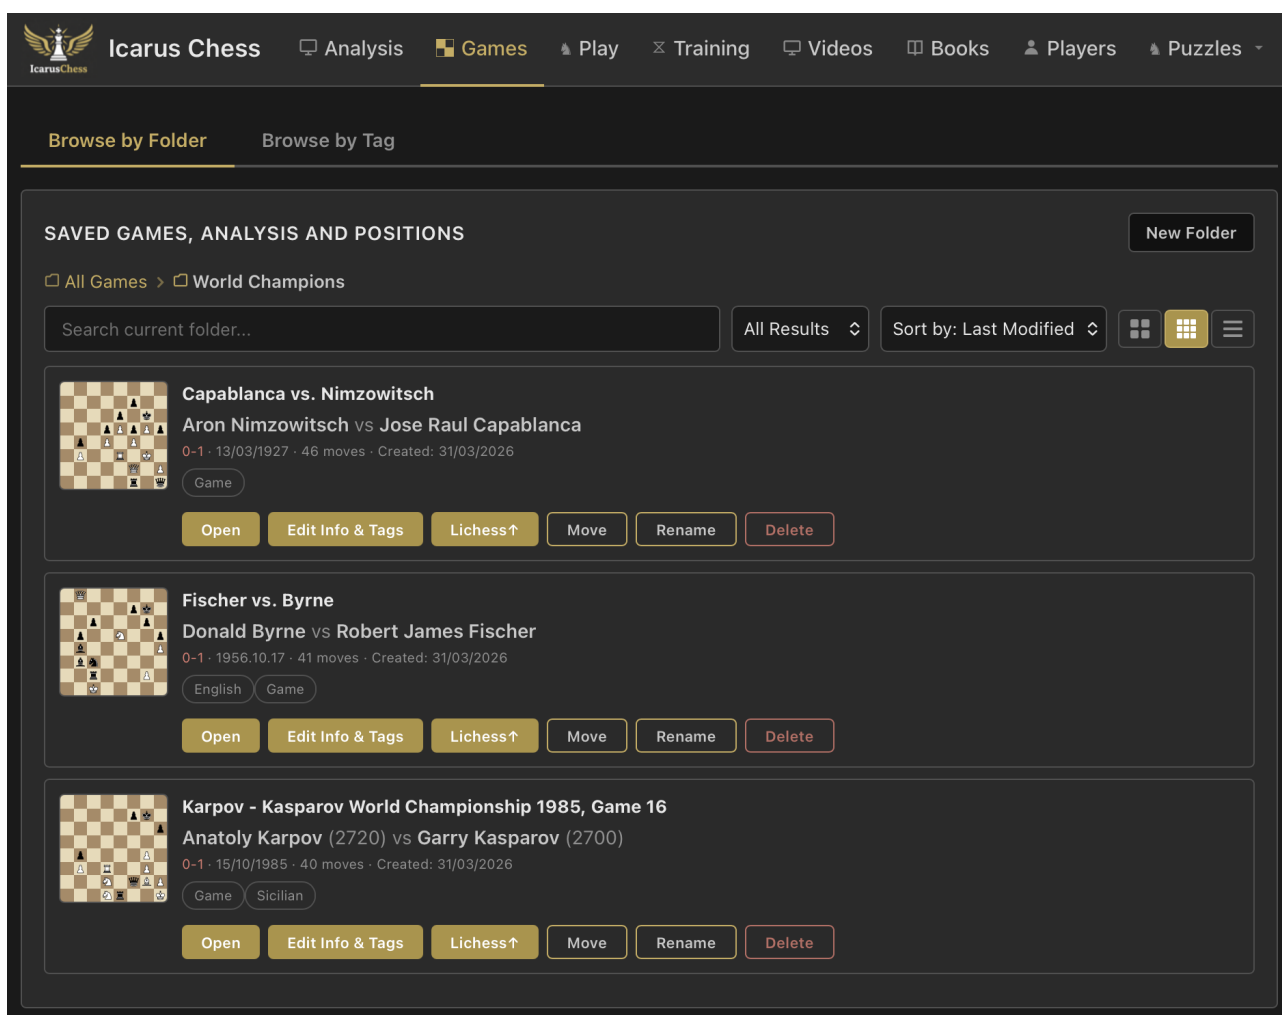 IcarusChess
Icarus Chess Analysis Games Play Training Videos Books Players Puzzles
Browse by Folder Browse by Tag
SAVED GAMES, ANALYSIS AND POSITIONS New Folder
All Games > World Champions
Search current folder... All Results Sort by: Last Modified
Capablanca vs. Nimzowitsch
Aron Nimzowitsch vs Jose Raul Capablanca
0-1 · 13/03/1927 · 46 moves · Created: 31/03/2026
Game
Open Edit Info & Tags Lichess↑ Move Rename Delete
Fischer vs. Byrne
Donald Byrne vs Robert James Fischer
0-1 · 1956.10.17 · 41 moves · Created: 31/03/2026
English Game
Open Edit Info & Tags Lichess↑ Move Rename Delete
Karpov - Kasparov World Championship 1985, Game 16
Anatoly Karpov (2720) vs Garry Kasparov (2700)
0-1 · 15/10/1985 · 40 moves · Created: 31/03/2026
Game Sicilian
Open Edit Info & Tags Lichess↑ Move Rename Delete